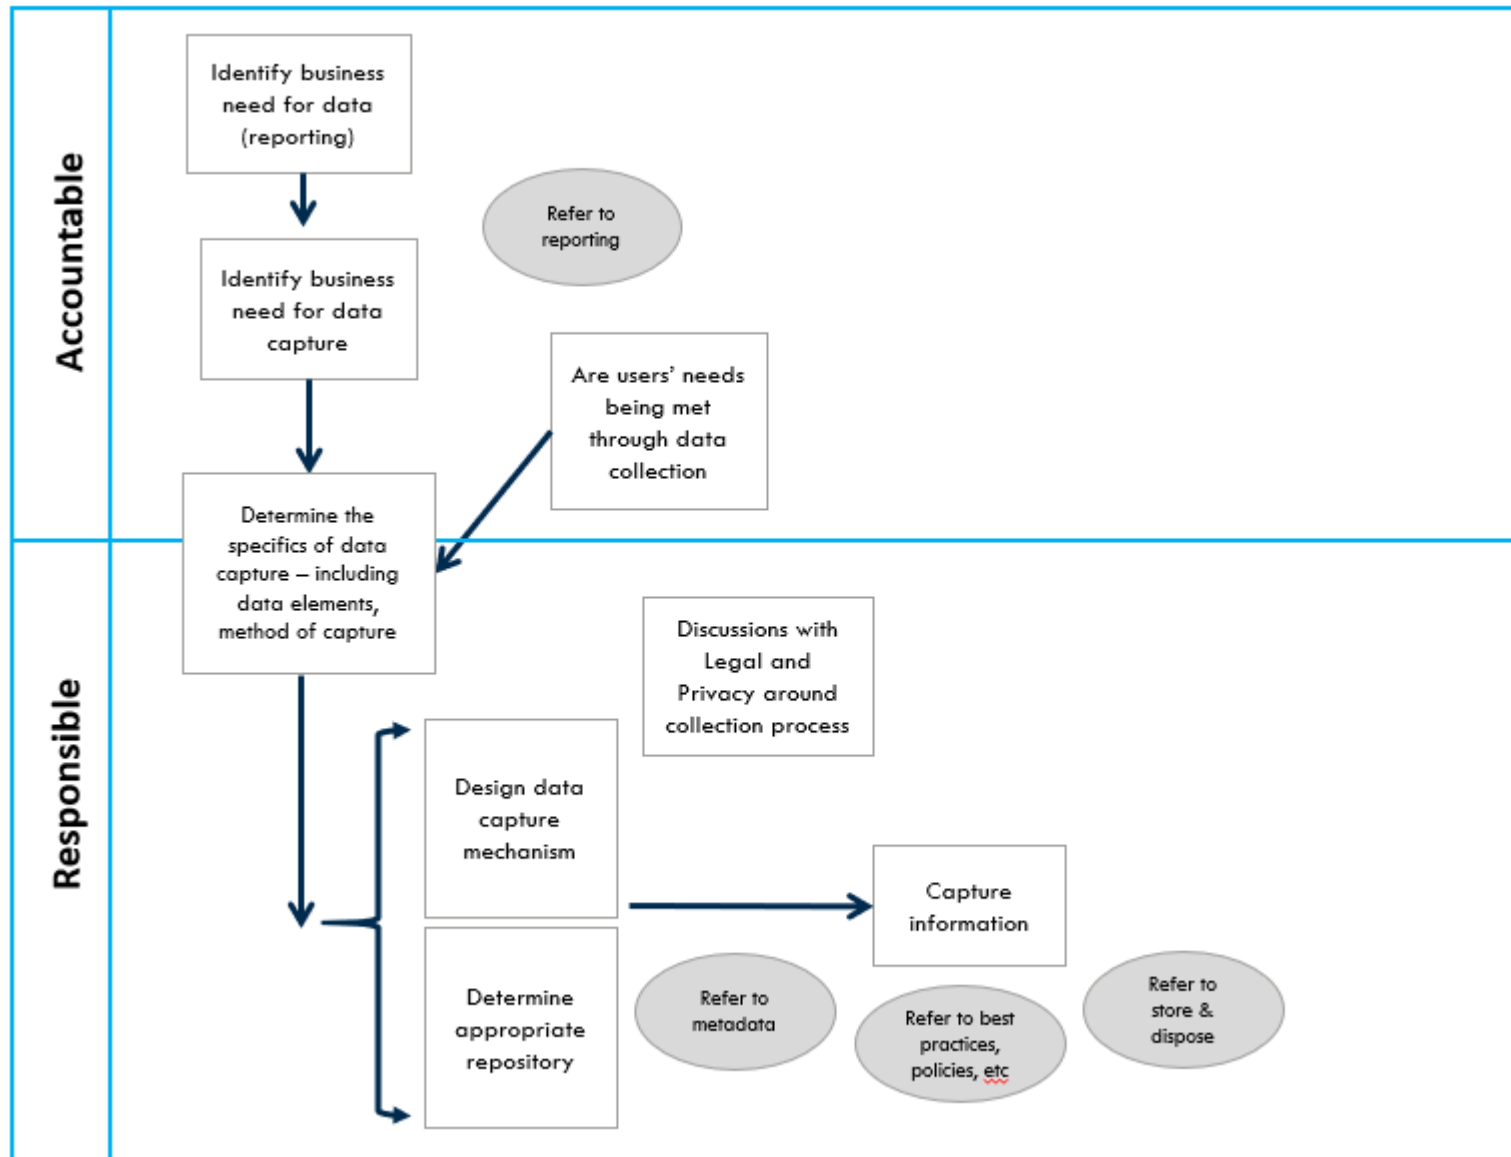 Accountable
Identify business
need for data
(reporting)
Refer to
reporting
Identify business
need for data
capture
Are users’ needs
being met
through data
collection
Determine the
specifics of data
capture – including
data elements,
method of capture
Responsible
Discussions with
Legal and
Privacy around
collection process
Design data
capture
mechanism
Capture
information
Determine
appropriate
repository
Refer to
metadata
Refer to best
practices,
policies, etc
Refer to
store &
dispose